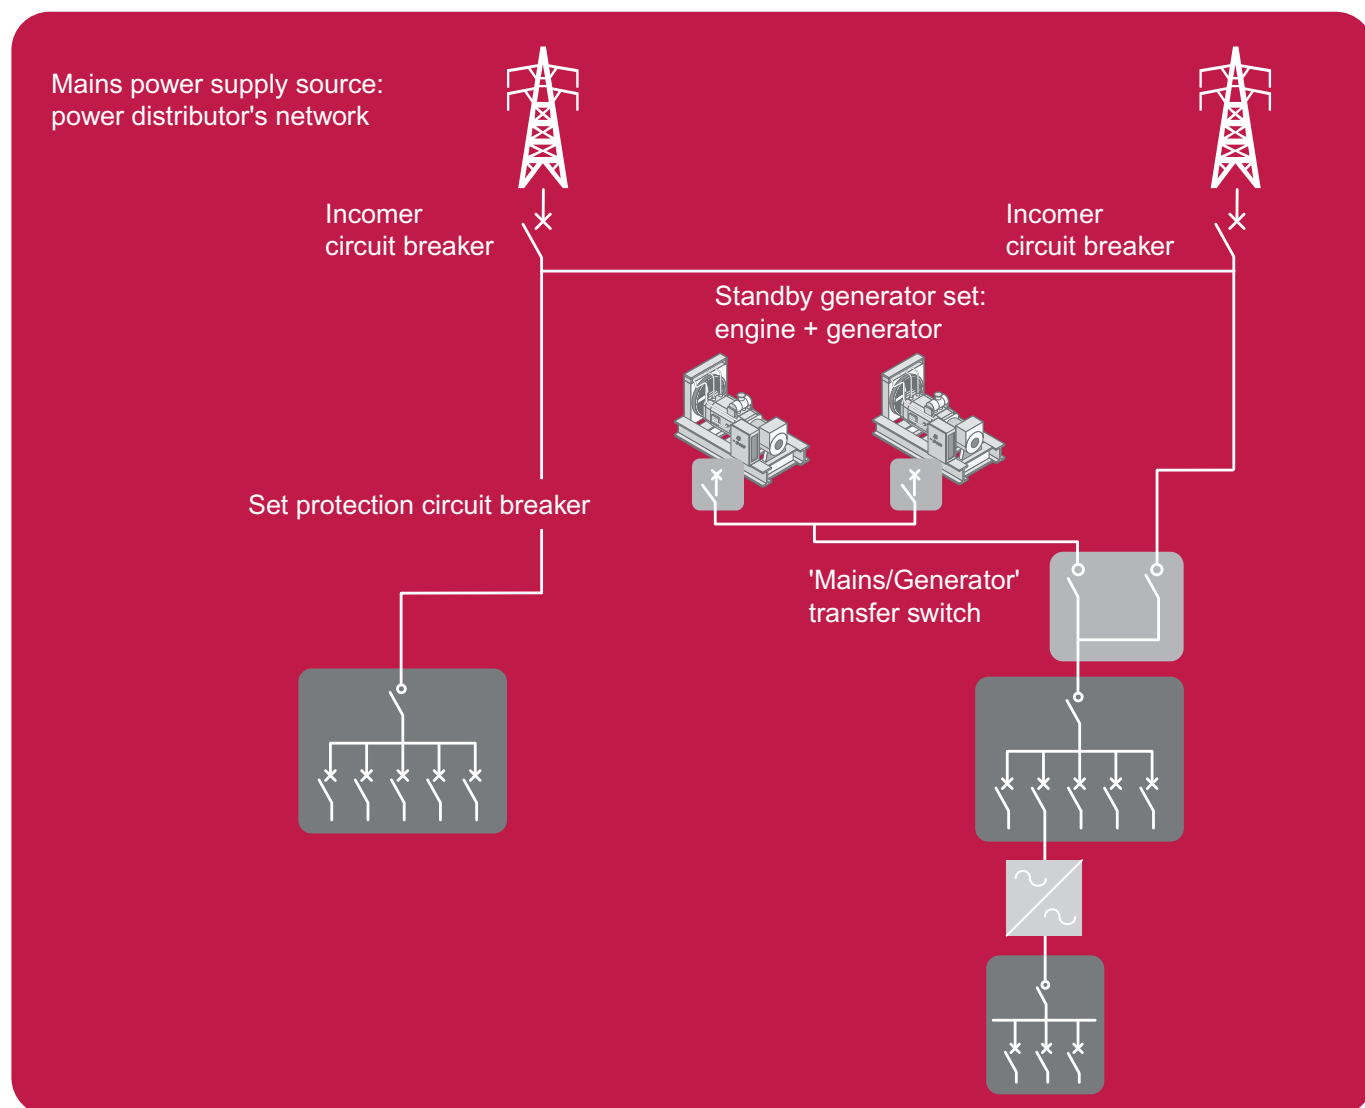 Mains power supply source:
power distributor's network
Incomer
circuit breaker
Incomer
circuit breaker
Standby generator set:
engine + generator
Set protection circuit breaker
'Mains/Generator'
transfer switch